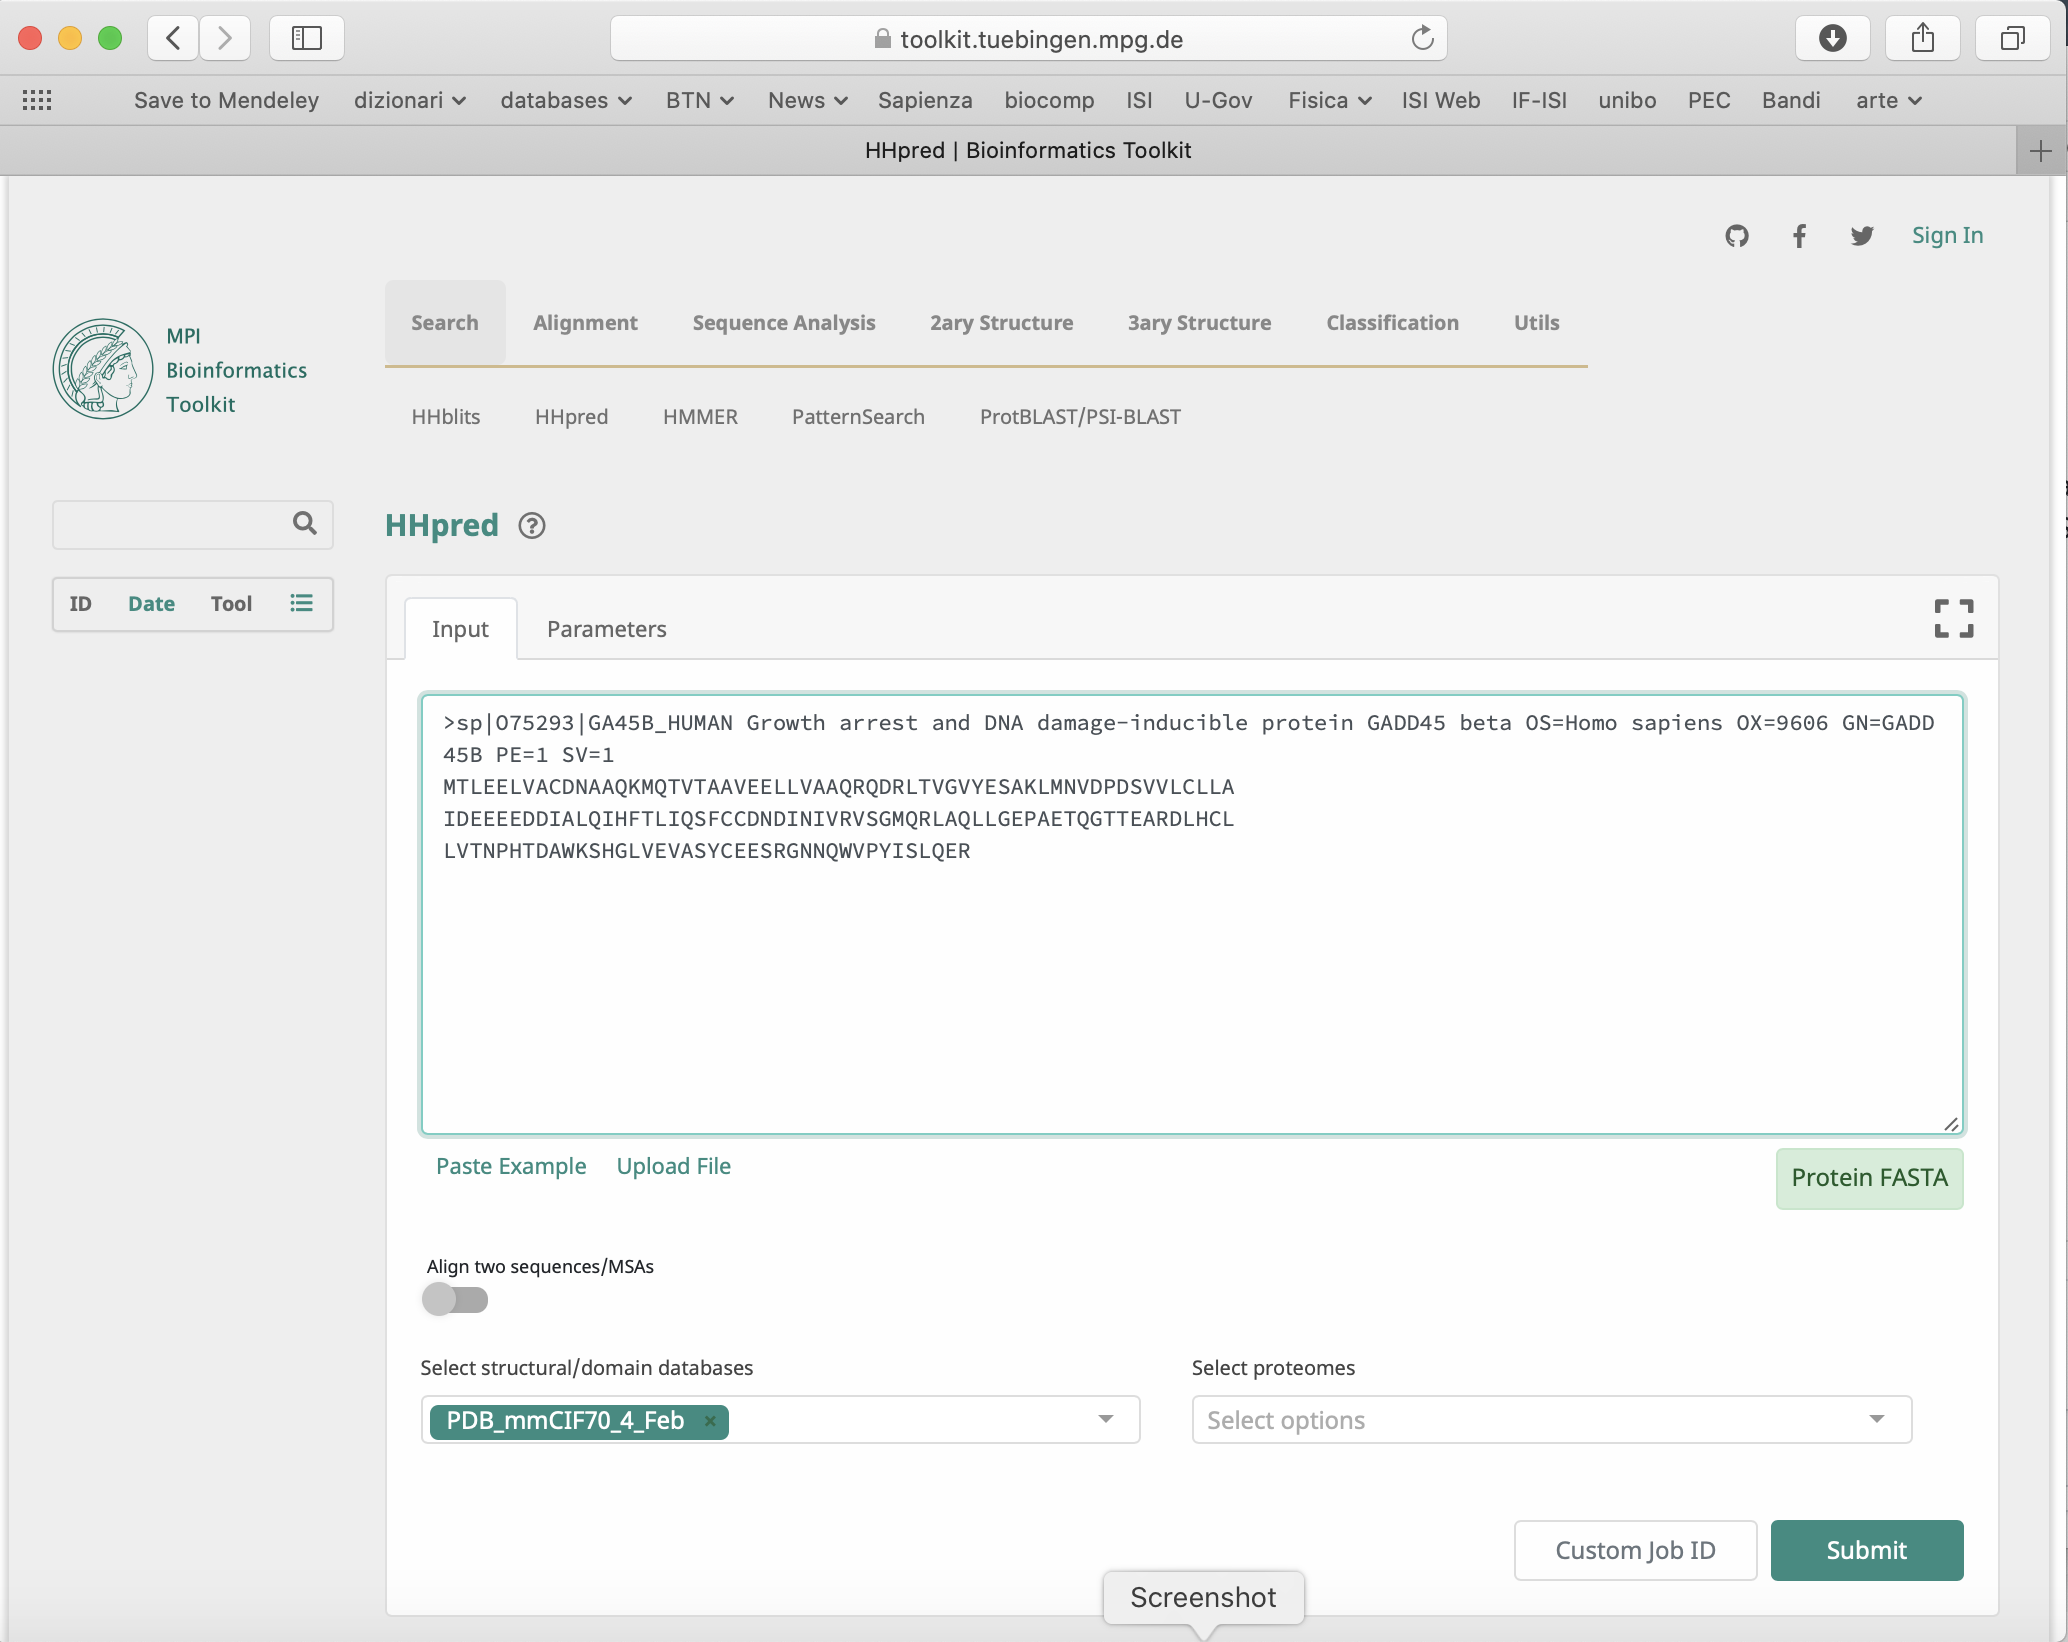 toolkit.tuebingen.mpg.de
Save to Mendeley dizionari databases BTN News Sapienza biocomp ISI U-Gov Fisica ISI Web IF-ISI unibo PEC Bandi arte
HHpred | Bioinformatics Toolkit
Sign In
Search Alignment Sequence Analysis 2ary Structure 3ary Structure Classification Utils
MPI
Bioinformatics
Toolkit
HHblits HHpred HMMER PatternSearch ProtBLAST/PSI-BLAST
HHpred
ID Date Tool
Input Parameters
>sp|O75293|GA45B_HUMAN Growth arrest and DNA damage-inducible protein GADD45 beta OS=Homo sapiens OX=9606 GN=GADD
45B PE=1 SV=1
MTLEELVACDNAAQKMQTVTAAVEELLVAAQRQDRLTVGVYESAKLMNVDPDSVVLCLLA
IDEEEEDDIALQIHFTLIQSFCCDNDINIVRVSGMQRLAQLLGEPAETQGTTEARDLHCL
LVTNPHTDAWKSHGLVEVASYCEESRGNNQWVPYISLQER
Paste Example Upload File
Protein FASTA
Align two sequences/MSAs
Select structural/domain databases Select proteomes
PDB_mmCIF70_4_Feb × Select options
Custom Job ID Submit
Screenshot